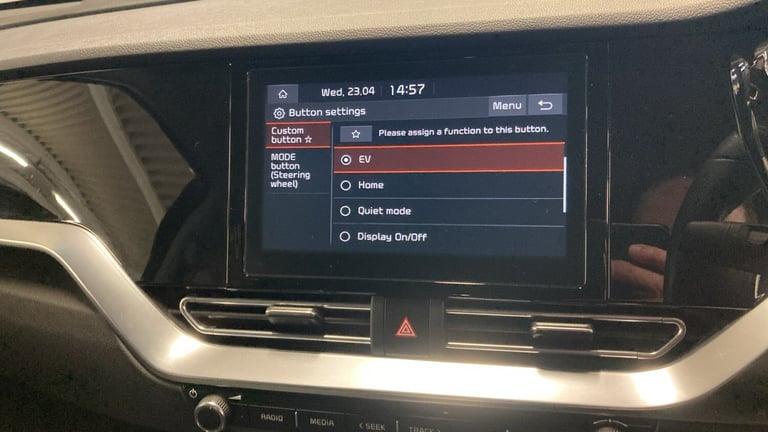 Wed, 23.04 14:57
Button settings Menu
Custom
button ☆
MODE
button
(Steering
wheel)
☆ Please assign a function to this button.
EV
Home
Quiet mode
Display On/Off
RADIO MEDIA < SEEK TRACK >